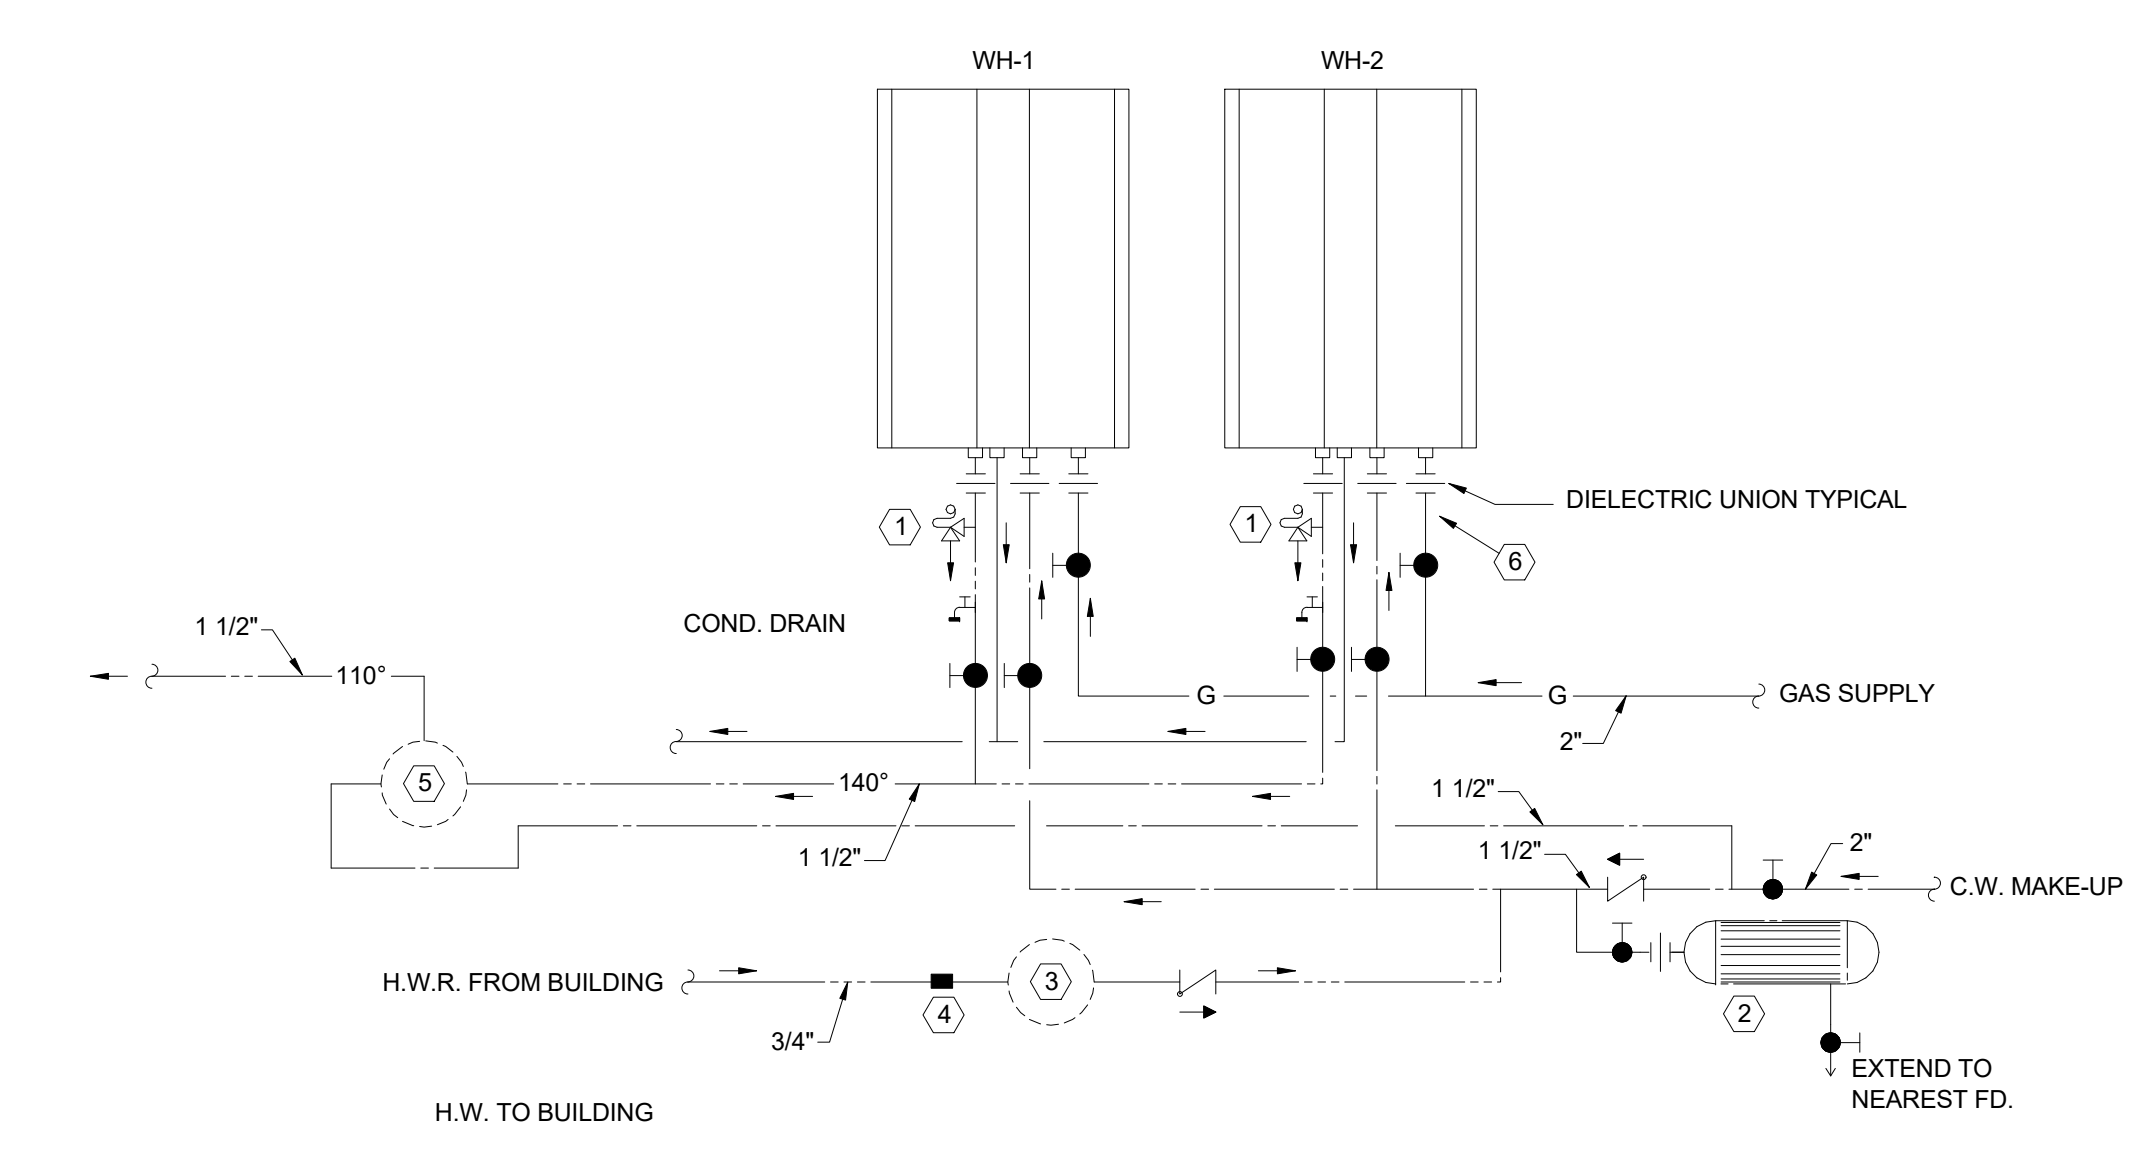 WH-1
WH-2
DIELECTRIC UNION TYPICAL
1
1
6
COND. DRAIN
1 1/2"
110°
G
G
GAS SUPPLY
2"
5
140°
1 1/2"
1 1/2"
1 1/2"
2"
C.W. MAKE-UP
H.W.R. FROM BUILDING
3
4
2
3/4"
EXTEND TO
NEAREST FD.
H.W. TO BUILDING